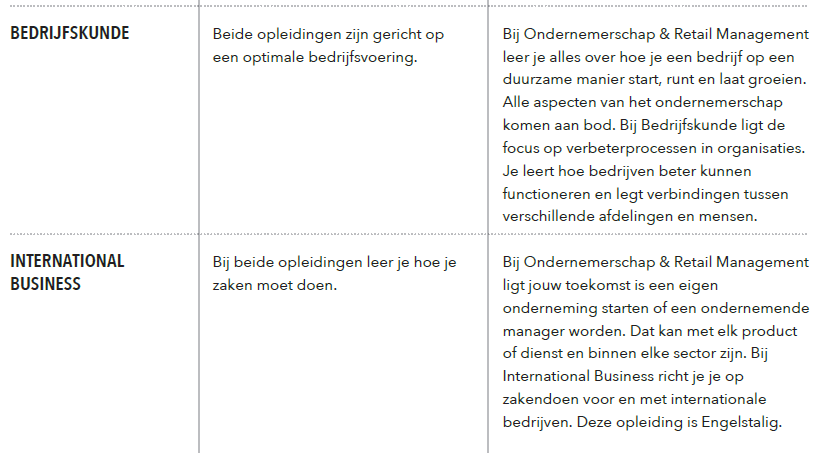 BEDRIJFSKUNDE
Beide opleidingen zijn gericht op
een optimale bedrijfsvoering.
Bij Ondernemerschap & Retail Management
leer je alles over hoe je een bedrijf op een
duurzame manier start, runt en laat groeien.
Alle aspecten van het ondernemerschap
komen aan bod. Bij Bedrijfskunde ligt de
focus op verbeterprocessen in organisaties.
Je leert hoe bedrijven beter kunnen
functioneren en legt verbindingen tussen
verschillende afdelingen en mensen.
INTERNATIONAL
BUSINESS
Bij beide opleidingen leer je hoe je
zaken moet doen.
Bij Ondernemerschap & Retail Management
ligt jouw toekomst is een eigen
onderneming starten of een ondernemende
manager worden. Dat kan met elk product
of dienst en binnen elke sector zijn. Bij
International Business richt je je op
zakendoen voor en met internationale
bedrijven. Deze opleiding is Engelstalig.